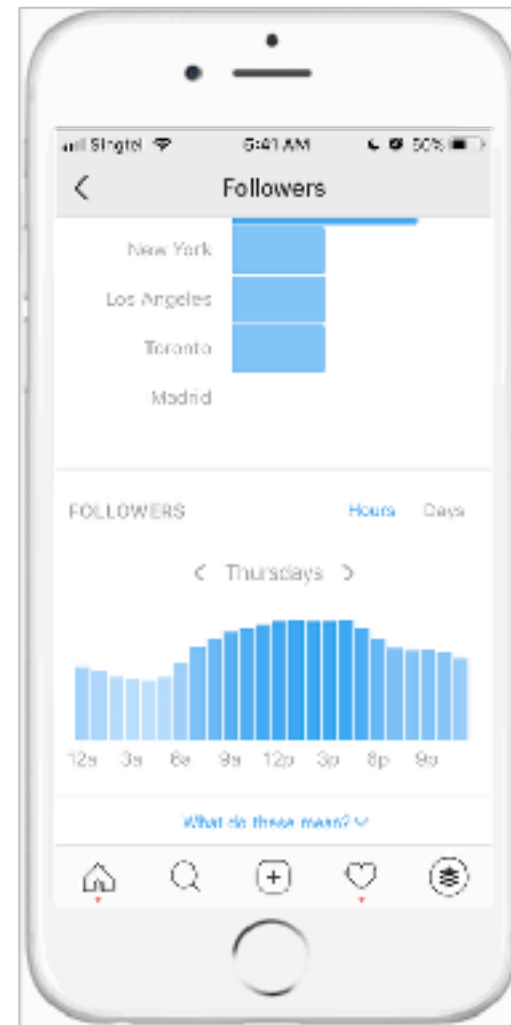 Singtel 5:41 AM 50%
Followers
New York
Los Angeles
Toronto
Madrid
FOLLOWERS Hours Days
Thursdays
12a 3a 6a 9a 12p 3p 6p 9p
What do these mean?